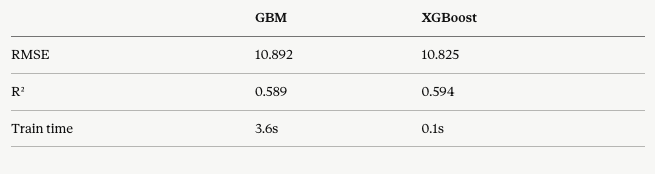 GBM XGBoost
RMSE 10.892 10.825
R² 0.589 0.594
Train time 3.6s 0.1s